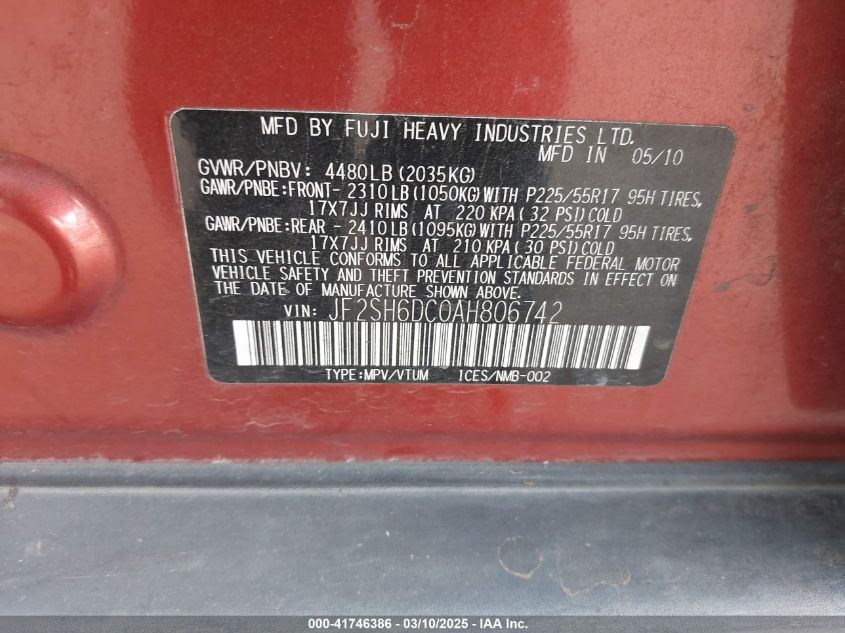 MFD BY FUJI HEAVY INDUSTRIES LTD.
MFD IN 05/10
GVWR/PNBV: 4480LB(2035KG)
GAWR/PNBE:FRONT- 2310LB(1050KG)WITH P225/55R17 95H TIRES,
17X7JJ RIMS AT 220 KPA(32 PSI)COLD
GAWR/PNBE:REAR - 2410LB(1095KG)WITH P225/55R17 95H TIRES,
17X7JJ RIMS AT 210 KPA(30 PSI)COLD
THIS VEHICLE CONFORMS TO ALL APPLICABLE FEDERAL MOTOR
VEHICLE SAFETY AND THEFT PREVENTION STANDARDS IN EFFECT ON
THE DATE OF MANUFACTURE SHOWN ABOVE.
VIN: JF2SH6DC0AH806742
TYPE:MPV/VTUM ICES/NMB-002
000-41746386 - 03/10/2025 - IAA Inc.